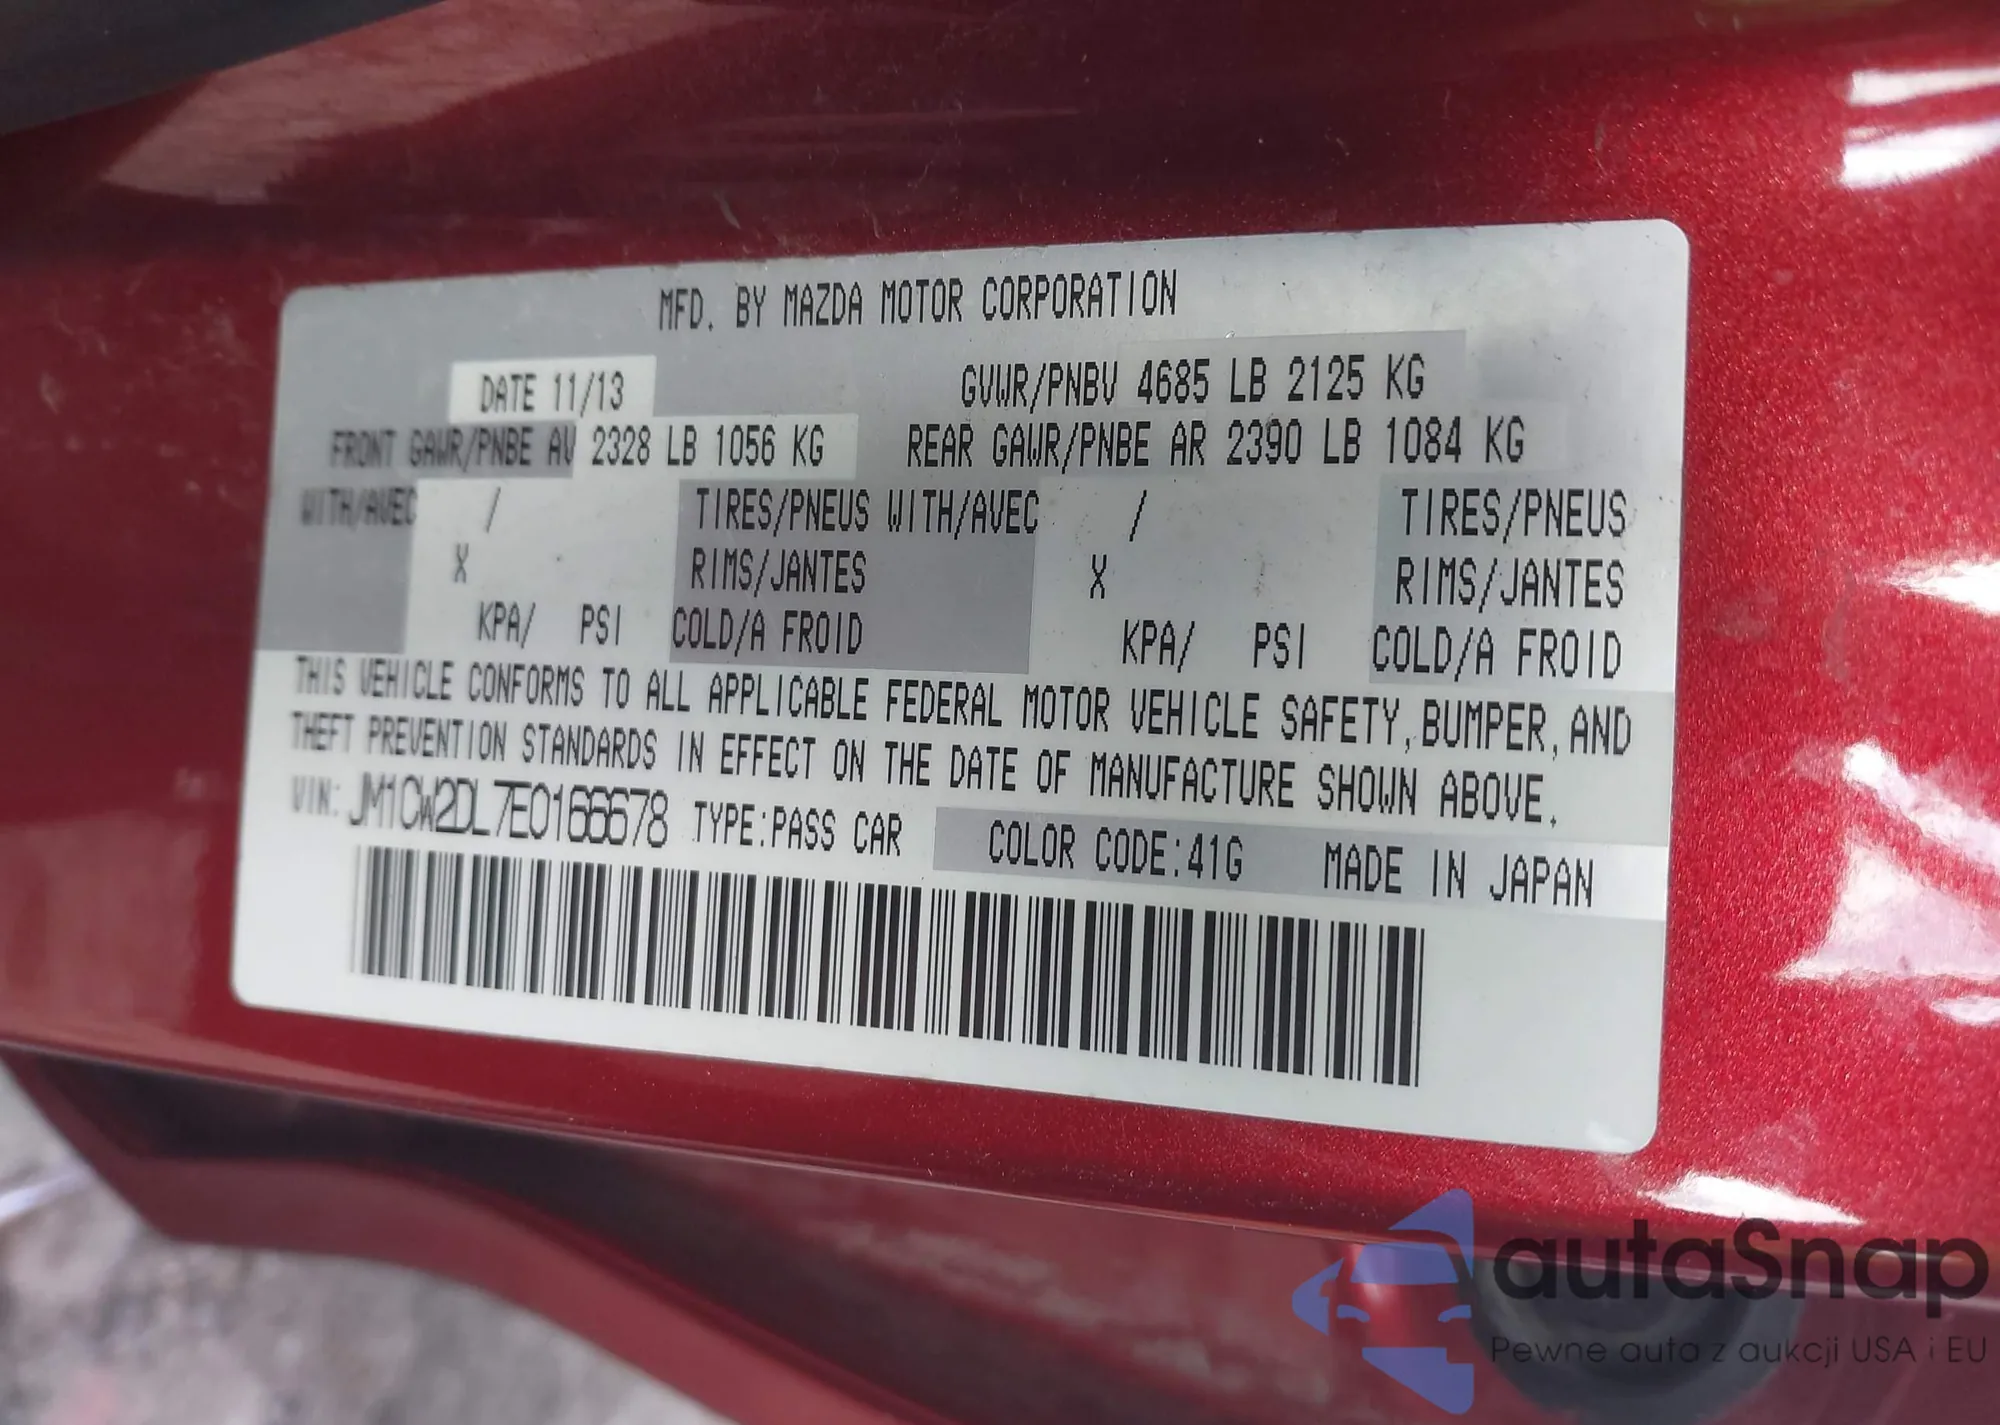 MFD. BY MAZDA MOTOR CORPORATION
DATE 11/13 GVWR/PNBV 4685 LB 2125 KG
FRONT GAWR/PNBE AV 2328 LB 1056 KG REAR GAWR/PNBE AR 2390 LB 1084 KG
WITH/AVEC / TIRES/PNEUS WITH/AVEC / TIRES/PNEUS
X RIMS/JANTES X RIMS/JANTES
KPA/ PSI COLD/A FROID KPA/ PSI COLD/A FROID
THIS VEHICLE CONFORMS TO ALL APPLICABLE FEDERAL MOTOR VEHICLE SAFETY, BUMPER, AND
THEFT PREVENTION STANDARDS IN EFFECT ON THE DATE OF MANUFACTURE SHOWN ABOVE.
VIN: JM1CW2DL7E0166678 TYPE:PASS CAR COLOR CODE:41G MADE IN JAPAN
autaSnap
Pewne auta z aukcji USA i EU